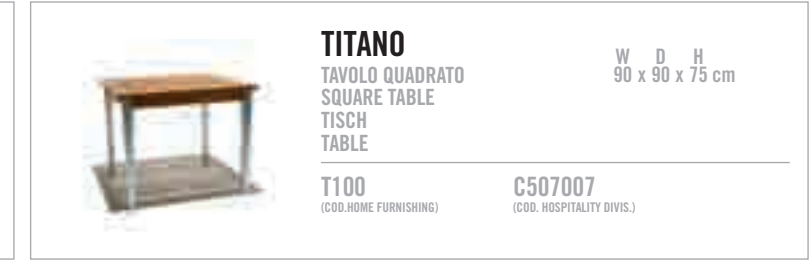 TITANO
TAVOLO QUADRATO
SQUARE TABLE
TISCH
TABLE
W D H
90 x 90 x 75 cm
T100
(COD.HOME FURNISHING)
C507007
(COD. HOSPITALITY DIVIS.)